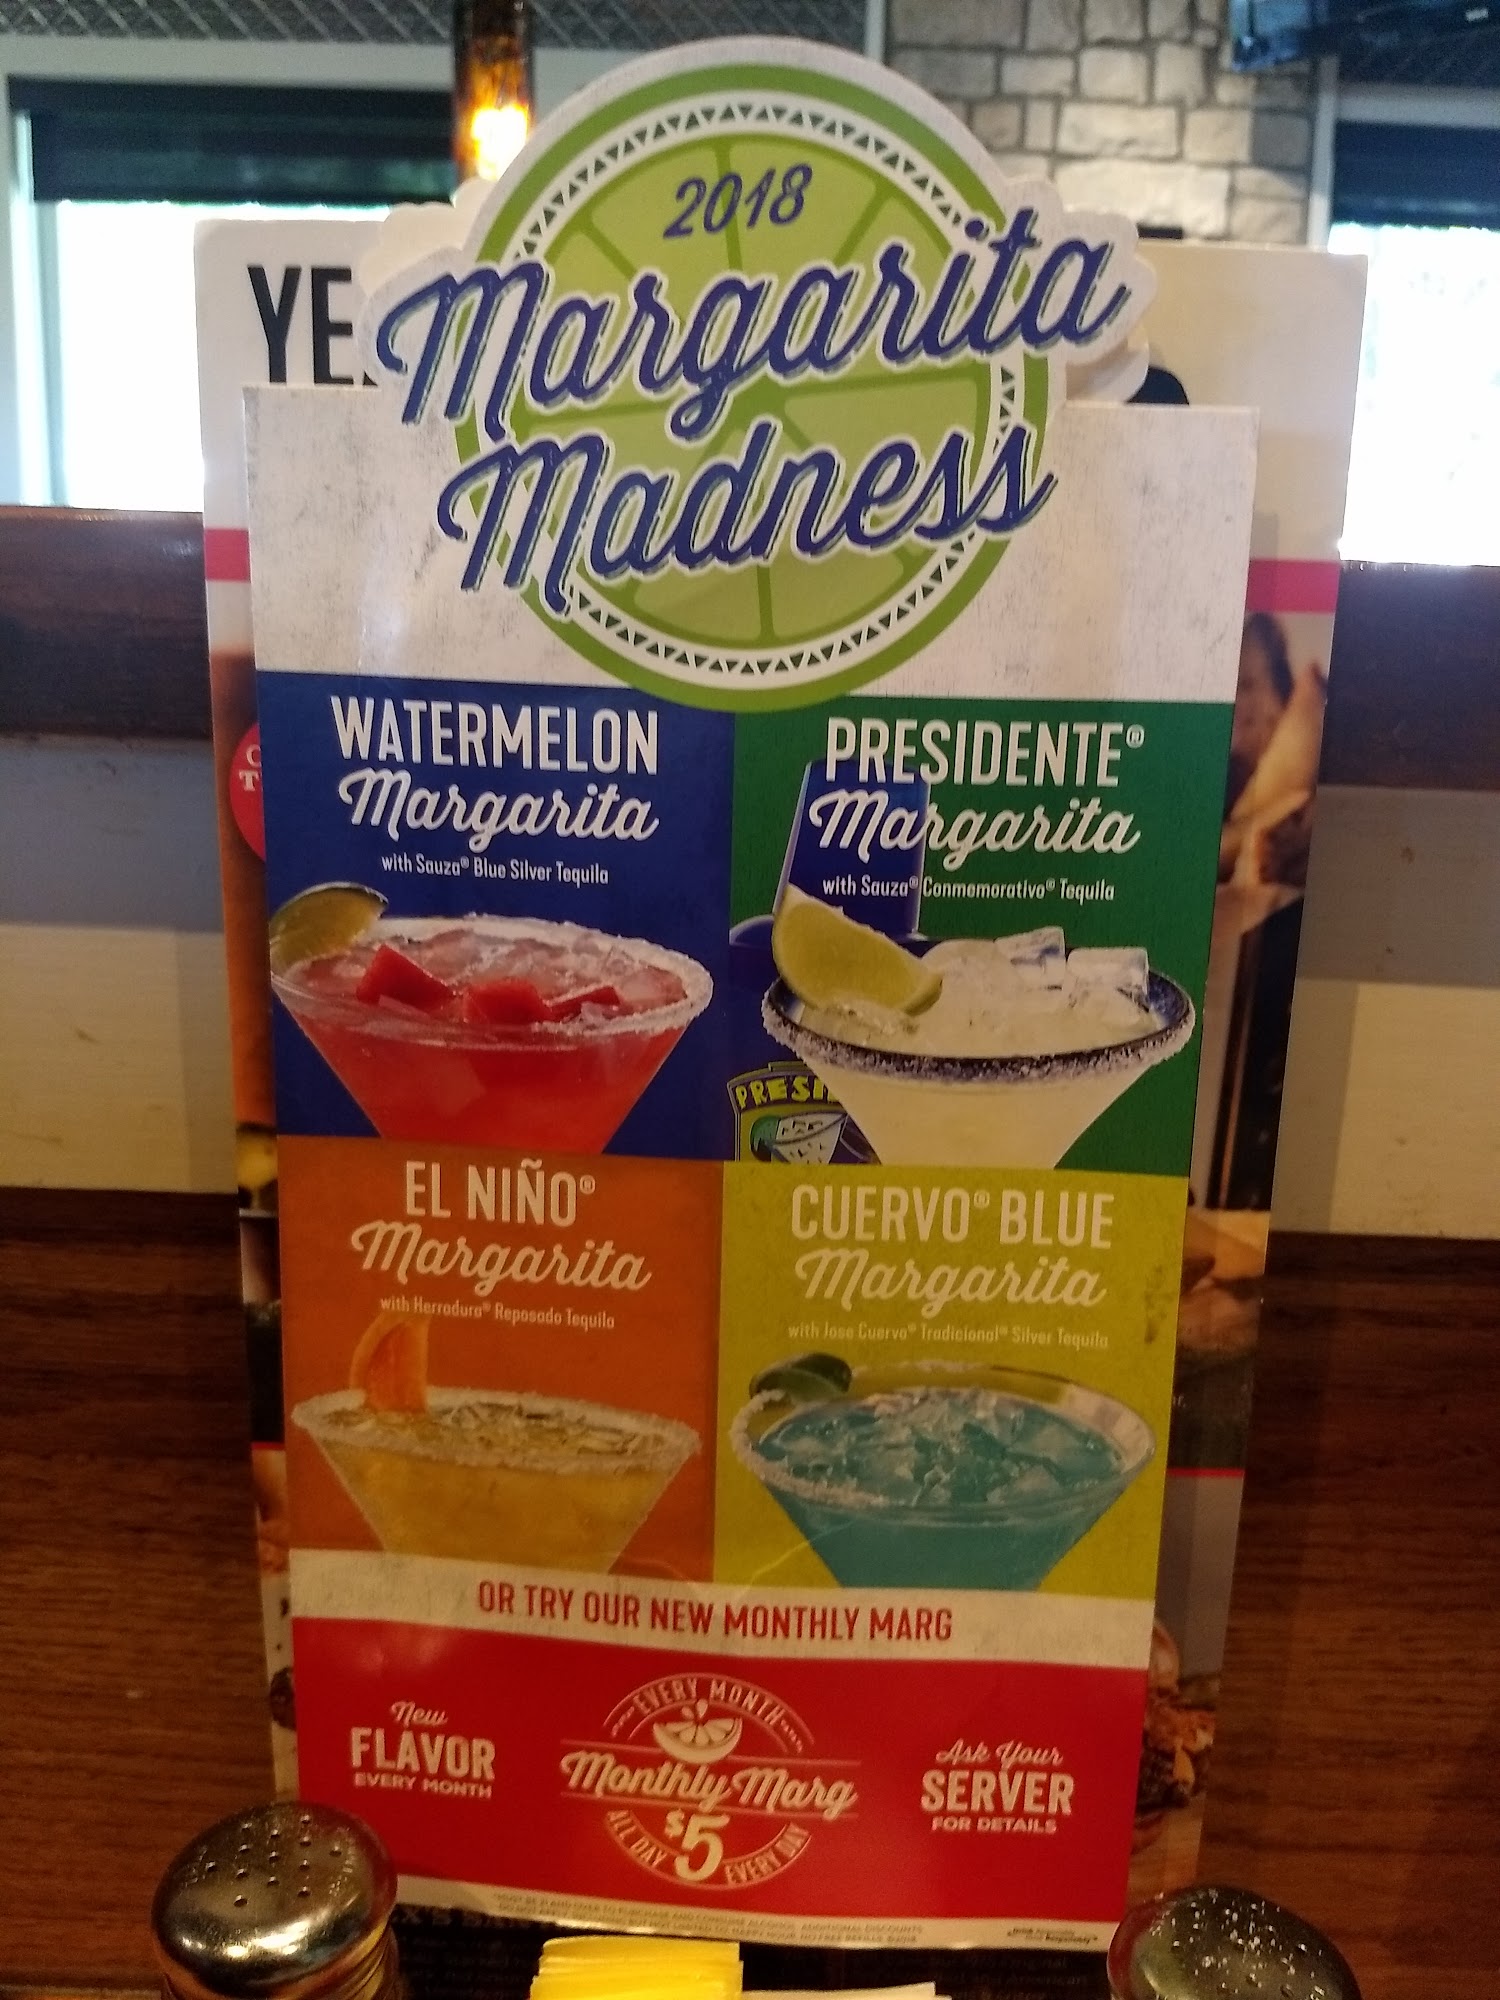 YE
2018
Margarita
Madness
WATERMELON
Margarita
with Sauza® Blue Silver Tequila
PRESIDENTE®
Margarita
with Sauza® Conmemorativo® Tequila
PRESI
EL NIÑO®
Margarita
with Herradura® Reposado Tequila
CUERVO® BLUE
Margarita
with Jose Cuervo® Tradicional® Silver Tequila
OR TRY OUR NEW MONTHLY MARG
New
FLAVOR
EVERY MONTH
EVERY MONTH
Monthly Marg
$5
ALL DAY EVERY DAY
Ask Your
SERVER
FOR DETAILS